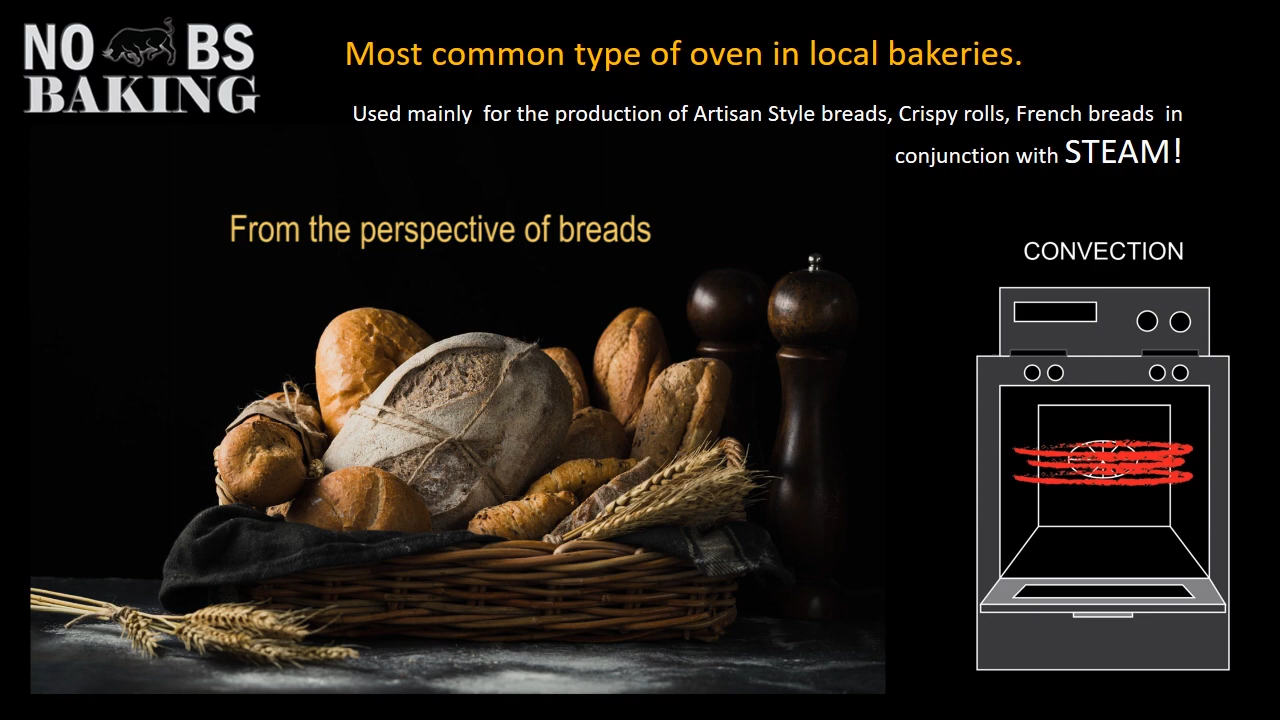 NO BS
BAKING
Most common type of oven in local bakeries.
Used mainly  for the production of Artisan Style breads, Crispy rolls, French breads  in
conjunction with STEAM!
From the perspective of breads
CONVECTION